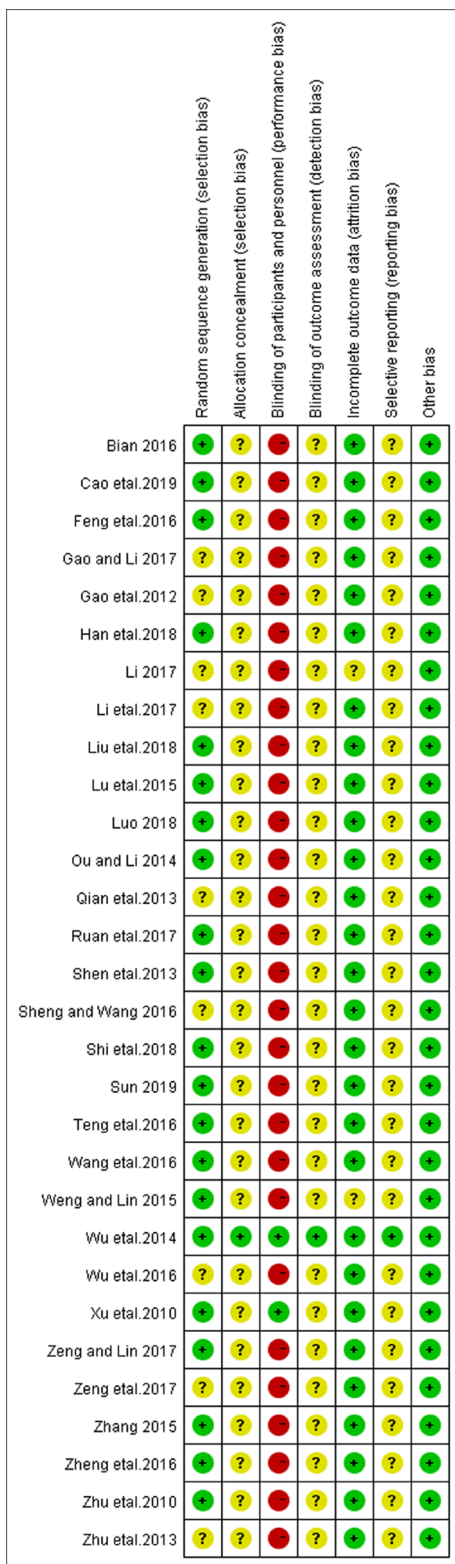 Random sequence generation (selection bias)
Allocation concealment (selection bias)
Blinding of participants and personnel (performance bias)
Blinding of outcome assessment (detection bias)
Incomplete outcome data (attrition bias)
Selective reporting (reporting bias)
Other bias
Bian 2016 + ? - ? + ? +
Cao etal.2019 + ? - ? + ? +
Feng etal.2016 + ? - ? + ? +
Gao and Li 2017 ? ? - ? + ? +
Gao etal.2012 ? ? - ? + ? +
Han etal.2018 + ? - ? + ? +
Li 2017 ? ? - ? ? ? +
Li etal.2017 ? ? - ? + ? +
Liu etal.2018 + ? - ? + ? +
Lu etal.2015 + ? - ? + ? +
Luo 2018 + ? - ? + ? +
Ou and Li 2014 + ? - ? + ? +
Qian etal.2013 ? ? - ? + ? +
Ruan etal.2017 + ? - ? + ? +
Shen etal.2013 + ? - ? + ? +
Sheng and Wang 2016 ? ? - ? + ? +
Shi etal.2018 + ? - ? + ? +
Sun 2019 + ? - ? + ? +
Teng etal.2016 + ? - ? + ? +
Wang etal.2016 + ? - ? + ? +
Weng and Lin 2015 + ? - ? ? ? +
Wu etal.2014 + + + + + + +
Wu etal.2016 ? ? - ? + ? +
Xu etal.2010 + ? + ? + ? +
Zeng and Lin 2017 + ? - ? + ? +
Zeng etal.2017 ? ? - ? + ? +
Zhang 2015 + ? - ? + ? +
Zheng etal.2016 + ? - ? + ? +
Zhu etal.2010 + ? - ? + ? +
Zhu etal.2013 ? ? - ? + ? +